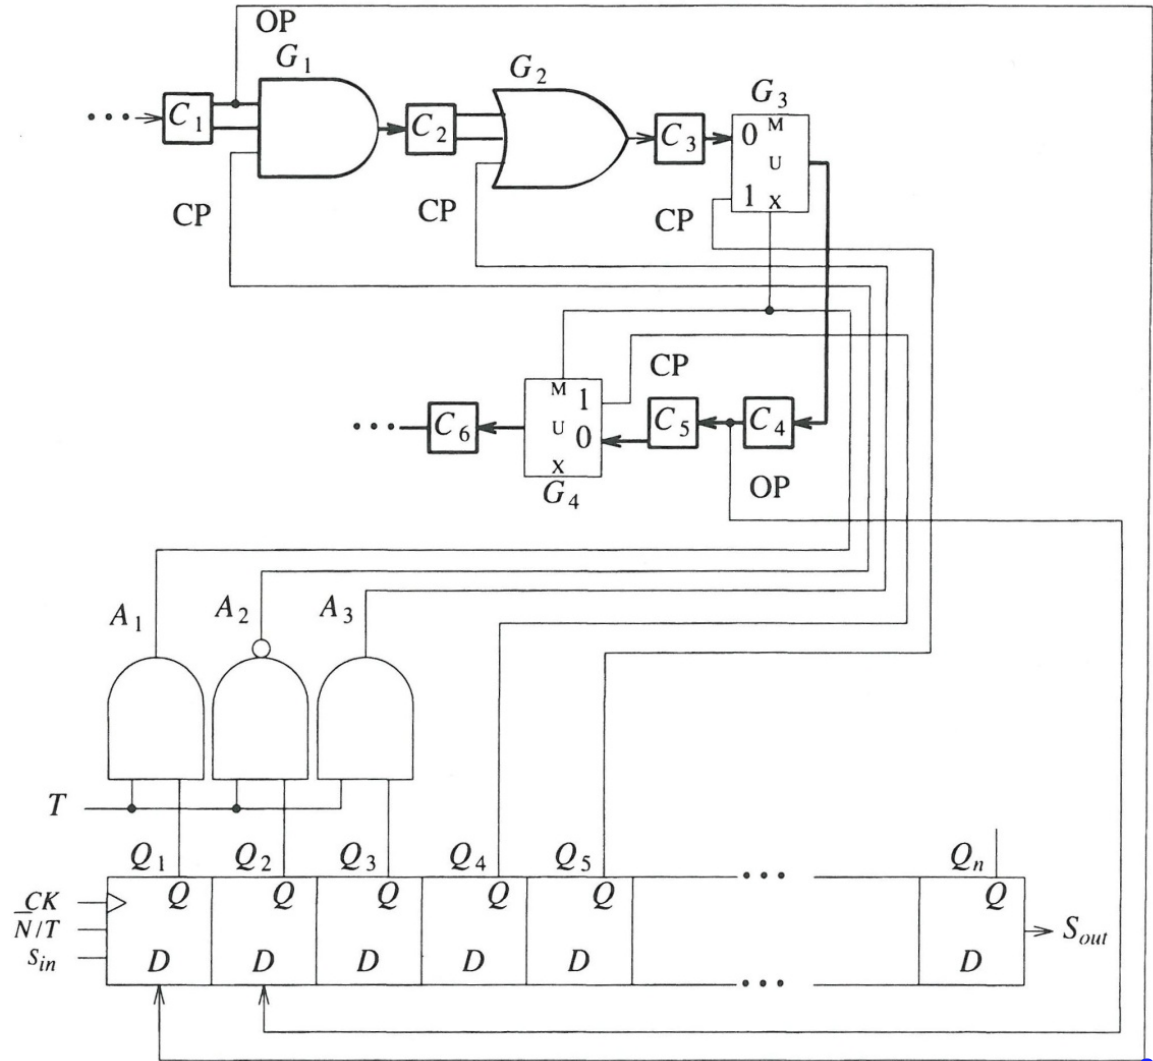 OP
G1
G2
G3
C1
C2
C3
0 M
U
1 X
CP
CP
CP
CP
M 1
U 0
X
G4
C6
C5
C4
OP
A1
A2
A3
T
Q1 Q2 Q3 Q4 Q5 Qn
CK
N̅/T
Sin
Q Q Q Q Q Q
D D D D D D
Sout